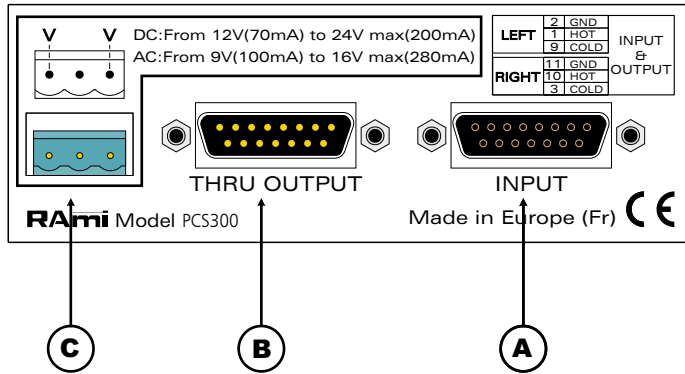 V V DC:From 12V(70mA) to 24V max(200mA)
AC:From 9V(100mA) to 16V max(280mA)
LEFT
2 GND
1 HOT
9 COLD
RIGHT
11 GND
10 HOT
3 COLD
INPUT
&
OUTPUT
THRU OUTPUT
INPUT
RAmi Model PCS300
Made in Europe (Fr) CE
C
B
A